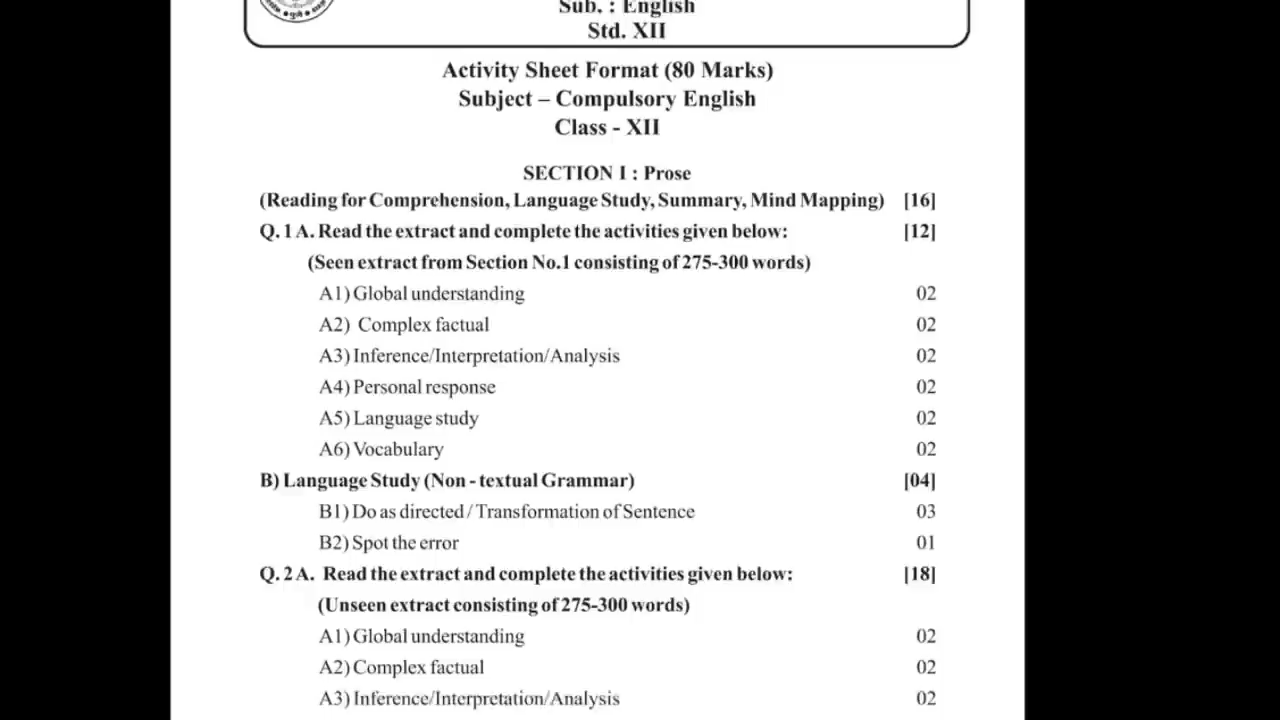 Sub. : English
Std. XII
Activity Sheet Format (80 Marks)
Subject – Compulsory English
Class - XII
SECTION I : Prose
(Reading for Comprehension, Language Study, Summary, Mind Mapping) [16]
Q. 1 A. Read the extract and complete the activities given below: [12]
(Seen extract from Section No.1 consisting of 275-300 words)
A1) Global understanding 02
A2) Complex factual 02
A3) Inference/Interpretation/Analysis 02
A4) Personal response 02
A5) Language study 02
A6) Vocabulary 02
B) Language Study (Non - textual Grammar) [04]
B1) Do as directed / Transformation of Sentence 03
B2) Spot the error 01
Q. 2 A. Read the extract and complete the activities given below: [18]
(Unseen extract consisting of 275-300 words)
A1) Global understanding 02
A2) Complex factual 02
A3) Inference/Interpretation/Analysis 02